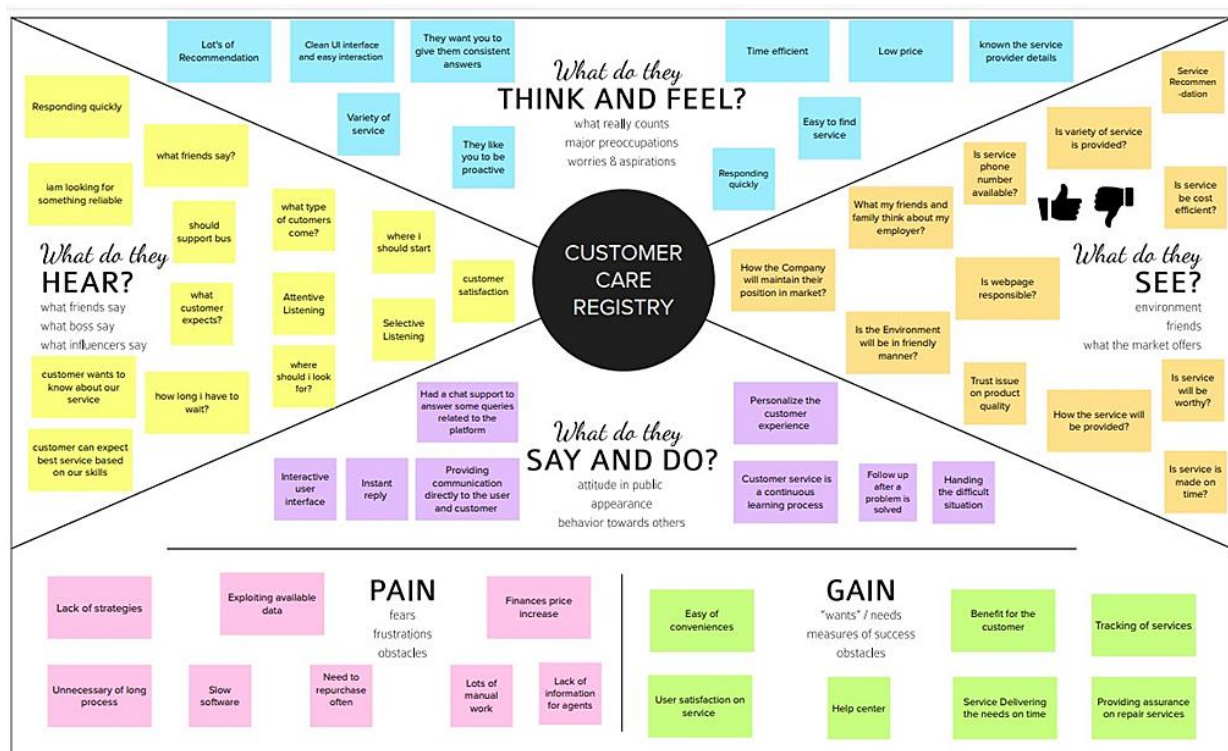 Lot's of
Recommendation
Clean UI interface
and easy interaction
They want you to
give them consistent
answers
Variety of
service
They like
you to be
proactive
What do they
THINK AND FEEL?
what really counts
major preoccupations
worries & aspirations
Time efficient
Low price
known the service
provider details
Easy to find
service
Responding
quickly
Responding quickly
what friends say?
iam looking for
something reliable
should
support bus
what type
of cutomers
come?
where i
should start
What do they
HEAR?
what friends say
what boss say
what influencers say
what
customer
expects?
Attentive
Listening
customer
satisfaction
Selective
Listening
customer wants to
know about our
service
how long i have to
wait?
where
should i look
for?
customer can expect
best service based
on our skills
CUSTOMER
CARE
REGISTRY
Service
Recommen
-dation
Is variety of service
is provided?
Is service
phone
number
available?
Is service
be cost
efficient?
What my friends and
family think about my
employer?
What do they
SEE?
environment
friends
what the market offers
How the Company
will maintain their
position in market?
Is webpage
responsible?
Is the Environment
will be in friendly
manner?
Trust issue
on product
quality
Is service
will be
worthy?
How the service will
be provided?
Is service is
made on
time?
Had a chat support to
answer some queries
related to the
platform
Interactive
user
interface
Instant
reply
Providing
communication
directly to the user
and customer
What do they
SAY AND DO?
attitude in public
appearance
behavior towards others
Personalize the
customer
experience
Customer service is
a continuous
learning process
Follow up
after a
problem is
solved
Handing
the difficult
situation
PAIN
fears
frustrations
obstacles
Lack of strategies
Exploiting available
data
Finances price
increase
Unnecessary of long
process
Slow
software
Need to
repurchase
often
Lots of
manual
work
Lack of
information
for agents
GAIN
"wants" / needs
measures of success
obstacles
Easy of
conveniences
Benefit for the
customer
Tracking of services
User satisfaction on
service
Help center
Service Delivering
the needs on time
Providing assurance
on repair services